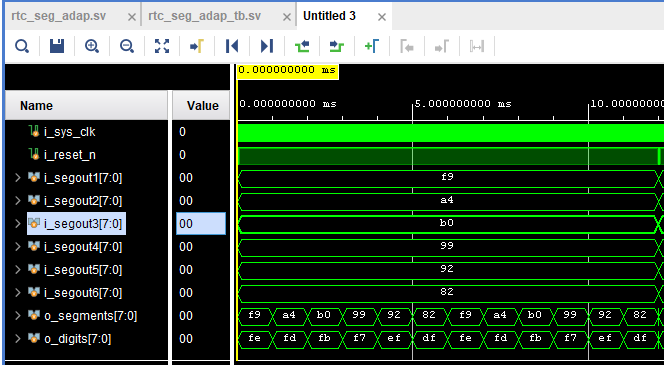 rtc_seg_adap.sv × rtc_seg_adap_tb.sv × Untitled 3 ×
0.000000000 ms
Name Value 0.000000000 ms 5.000000000 ms 10.00000000
i_sys_clk 0
i_reset_n 0
i_segout1[7:0] 00 f9
i_segout2[7:0] 00 a4
i_segout3[7:0] 00 b0
i_segout4[7:0] 00 99
i_segout5[7:0] 00 92
i_segout6[7:0] 00 82
o_segments[7:0] 00 f9 a4 b0 99 92 82 f9 a4 b0 99 92 82
o_digits[7:0] 00 fe fd fb f7 ef df fe fd fb f7 ef df